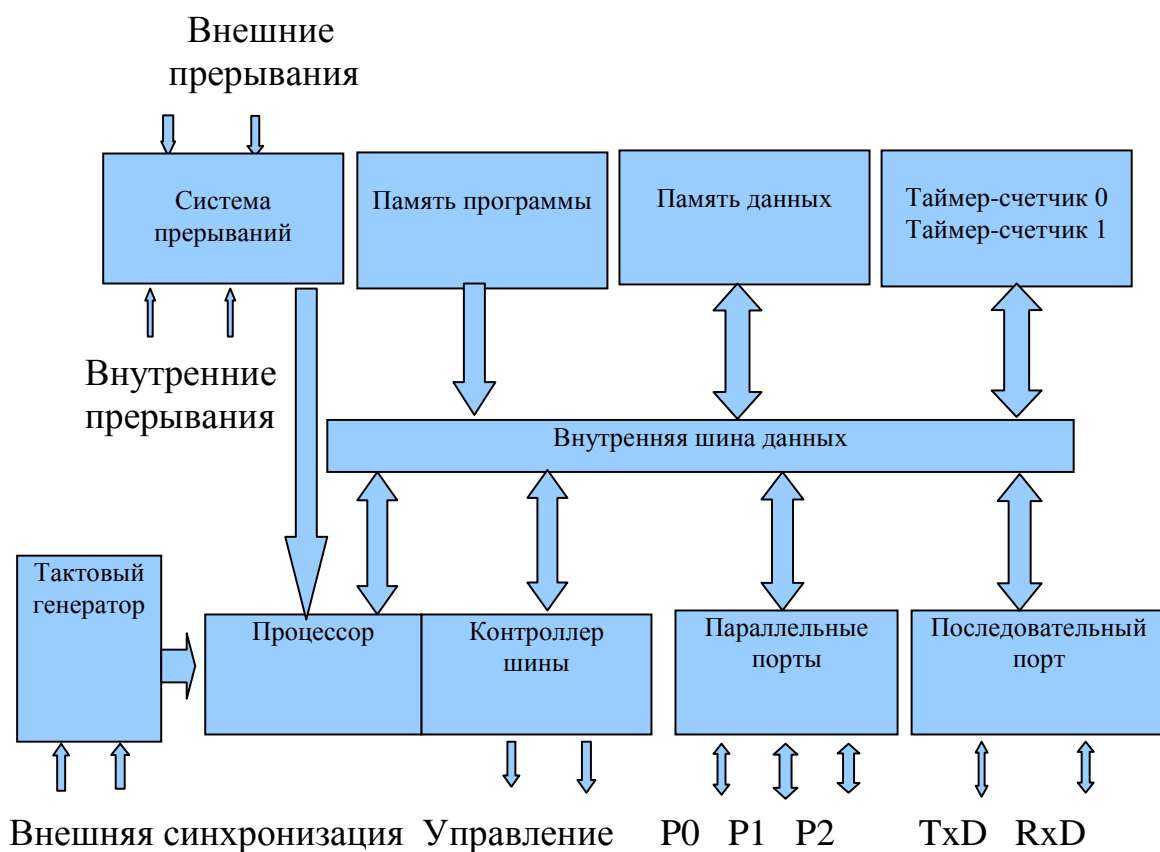 Внешние
прерывания
Система
прерываний
Память программы
Память данных
Таймер-счетчик 0
Таймер-счетчик 1
Внутренние
прерывания
Внутренняя шина данных
Тактовый
генератор
Процессор
Контроллер
шины
Параллельные
порты
Последовательный
порт
Внешняя синхронизация
Управление
P0 P1 P2
TxD RxD